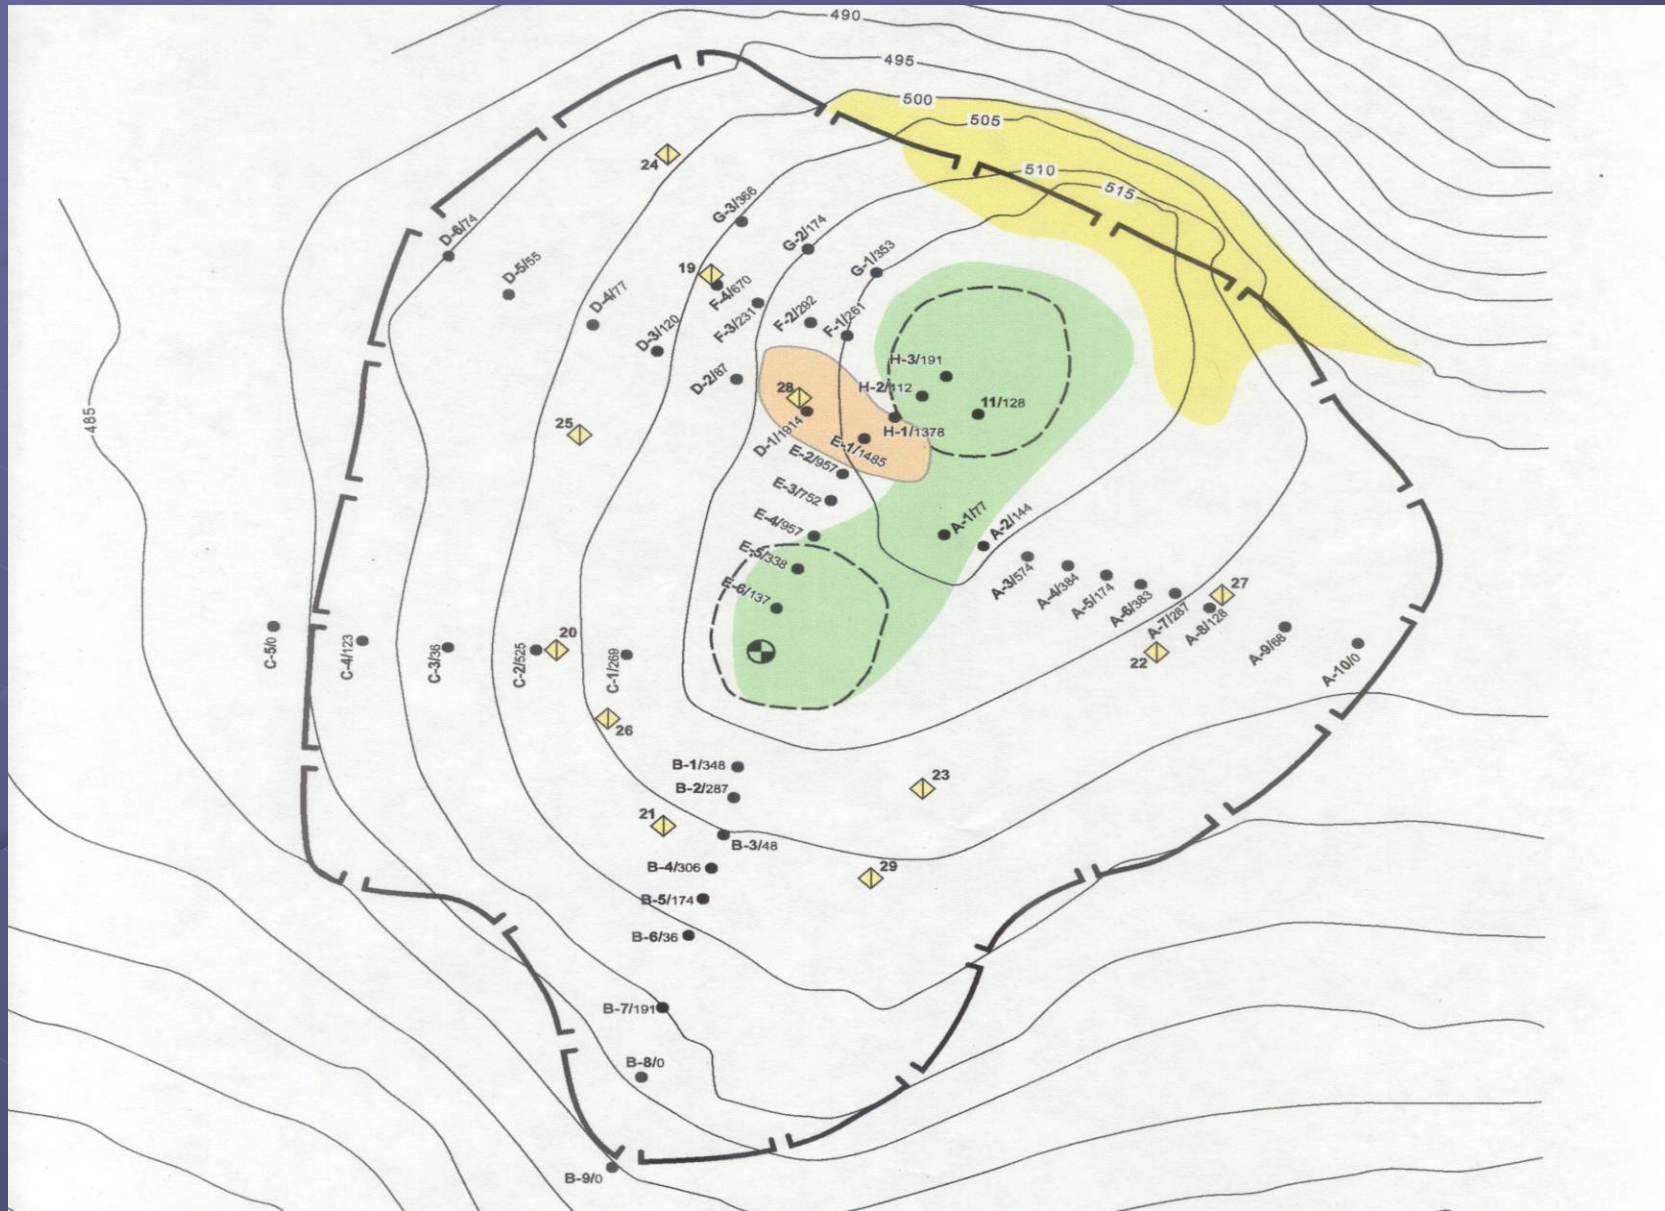 490
495
500
505
510
515
24
G-3/366
D-6/74
G-2/174
D-5/55
19
G-1/353
F-4/670
D-4/77
F-3/231
F-2/292
F-1/261
D-3/120
H-3/191
D-2/87
28
H-2/112
11/128
485
25
D-1/1914
H-1/1378
E-1/1485
E-2/957
E-3/752
E-4/957
A-1/77
A-2/144
E-5/338
A-3/574
A-4/384
A-5/174
A-6/383
A-7/287
A-8/128
27
E-6/137
C-5/0
C-4/123
C-3/36
C-2/525
20
C-1/269
22
A-9/66
A-10/0
26
B-1/348
B-2/287
23
21
B-3/48
B-4/306
29
B-5/174
B-6/36
B-7/191
B-8/0
B-9/0